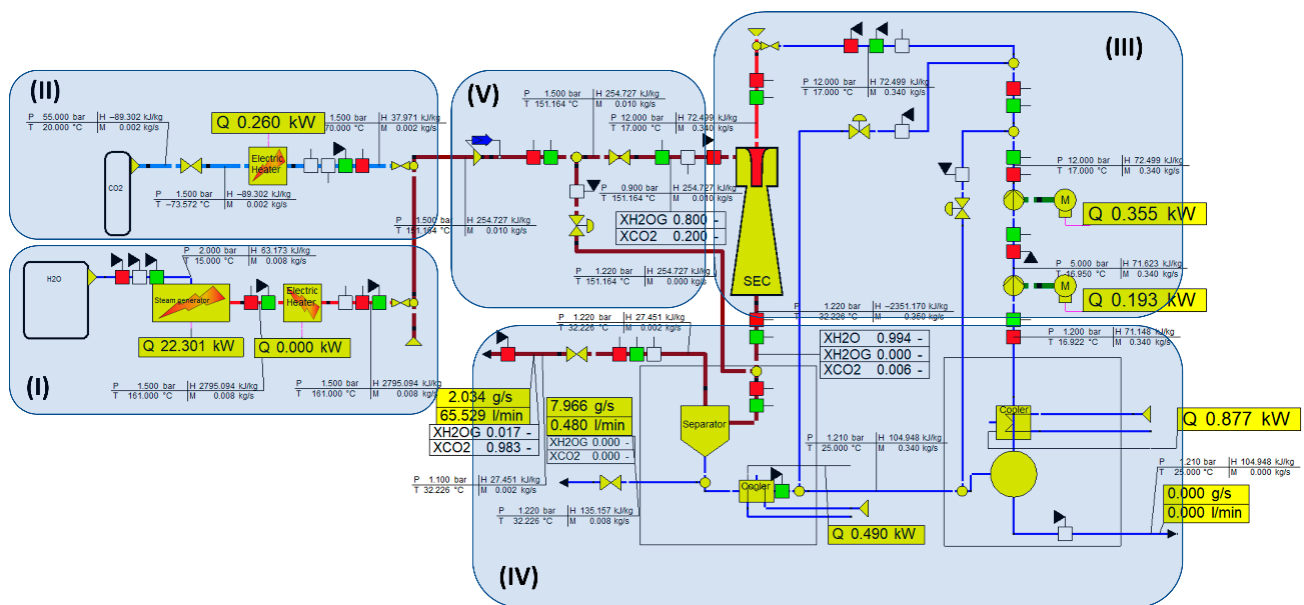 (II)
P 55.000 bar H -89.302 kJ/kg
T 20.000 °C M 0.002 kg/s
Q 0.260 kW
1.500 bar H 37.971 kJ/kg
70.000 °C M 0.002 kg/s
CO2
Electric
Heater
P 1.500 bar H -89.302 kJ/kg
T -73.572 °C M 0.002 kg/s
P 1.500 bar H 254.727 kJ/kg
T 151.164 °C M 0.010 kg/s
P 2.000 bar H 63.173 kJ/kg
T 15.000 °C M 0.008 kg/s
H2O
Steam generator
Electric
Heater
Q 22.301 kW
Q 0.000 kW
P 1.500 bar H 2795.094 kJ/kg
T 161.000 °C M 0.008 kg/s
P 1.500 bar H 2795.094 kJ/kg
T 161.000 °C M 0.008 kg/s
(I)
(V)
P 1.500 bar H 254.727 kJ/kg
T 151.164 °C M 0.010 kg/s
P 12.000 bar H 72.499 kJ/kg
T 17.000 °C M 0.340 kg/s
P 0.900 bar H 254.727 kJ/kg
T 151.164 °C M 0.010 kg/s
XH2OG 0.800 -
XCO2 0.200 -
P 1.220 bar H 254.727 kJ/kg
T 151.164 °C M 0.000 kg/s
(III)
P 12.000 bar H 72.499 kJ/kg
T 17.000 °C M 0.340 kg/s
P 12.000 bar H 72.499 kJ/kg
T 17.000 °C M 0.340 kg/s
M
Q 0.355 kW
P 5.000 bar H 71.623 kJ/kg
T 16.950 °C M 0.340 kg/s
M
Q 0.193 kW
SEC
P 1.220 bar H -2351.170 kJ/kg
T 32.226 °C M 0.350 kg/s
P 1.200 bar H 71.148 kJ/kg
T 16.922 °C M 0.340 kg/s
XH2O 0.994 -
XH2OG 0.000 -
XCO2 0.006 -
P 1.220 bar H 27.451 kJ/kg
T 32.226 °C M 0.002 kg/s
2.034 g/s
65.529 l/min
XH2OG 0.017 -
XCO2 0.983 -
7.966 g/s
0.480 l/min
XH2OG 0.000 -
XCO2 0.000 -
Separator
Cooler
Q 0.877 kW
P 1.210 bar H 104.948 kJ/kg
T 25.000 °C M 0.340 kg/s
P 1.210 bar H 104.948 kJ/kg
T 25.000 °C M 0.000 kg/s
P 1.100 bar H 27.451 kJ/kg
T 32.226 °C M 0.002 kg/s
Cooler
0.000 g/s
0.000 l/min
P 1.220 bar H 135.157 kJ/kg
T 32.226 °C M 0.008 kg/s
Q 0.490 kW
(IV)